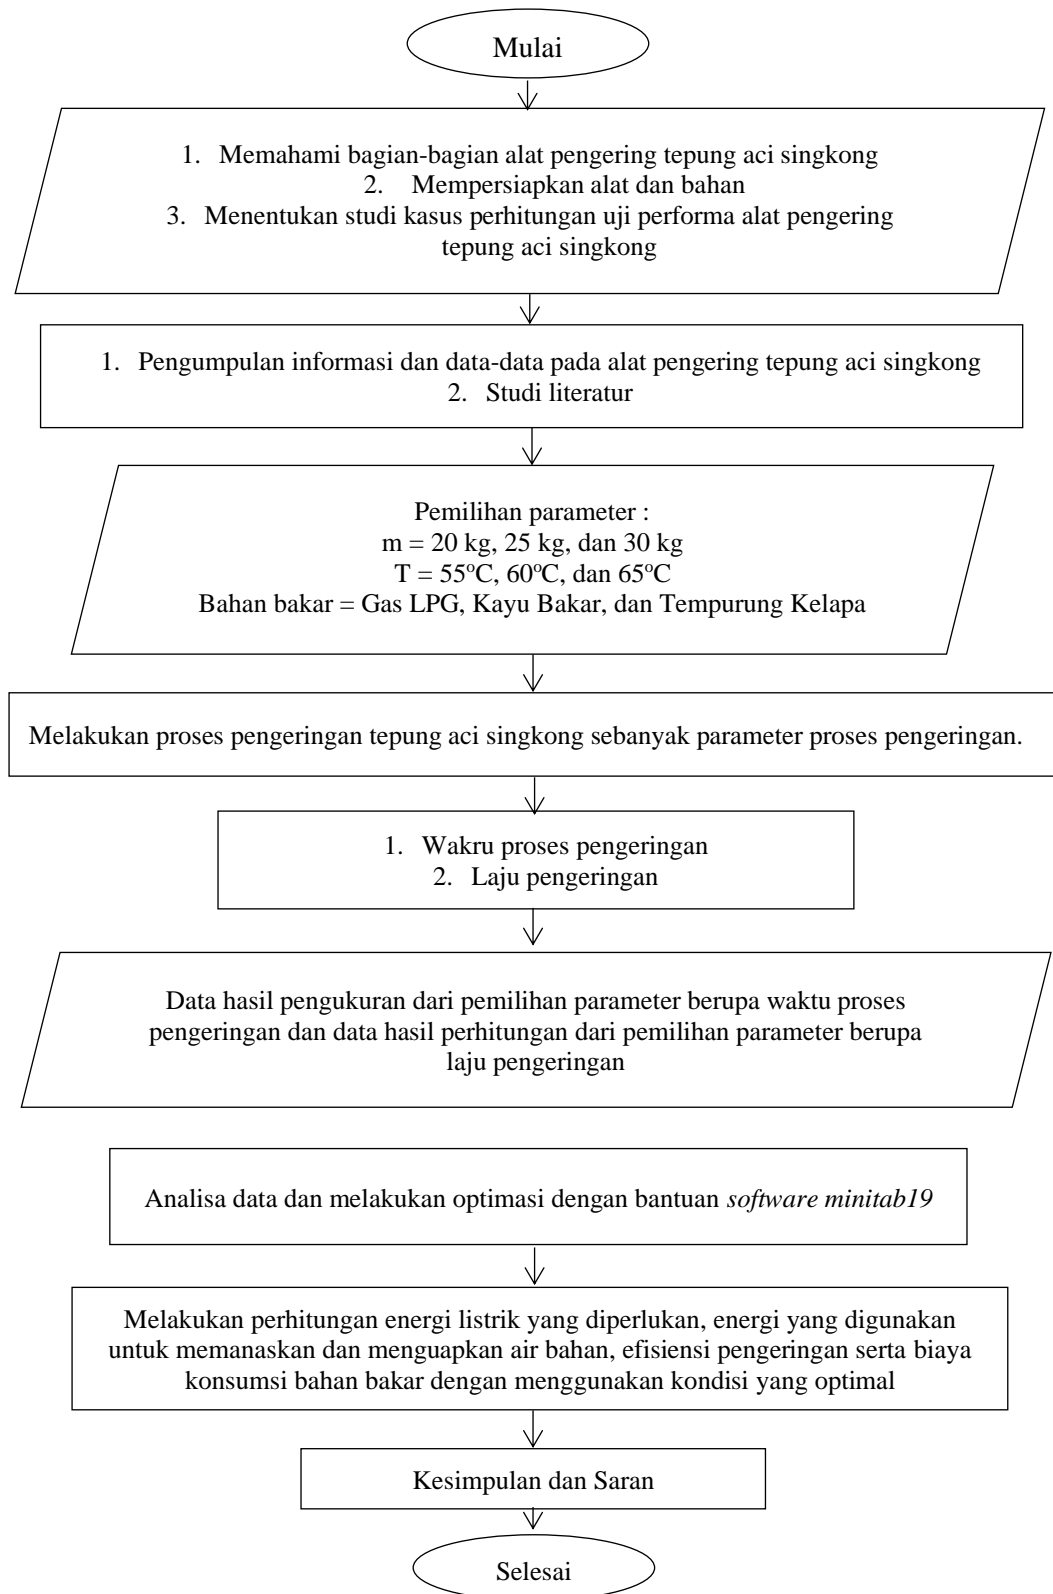 Mulai
1. Memahami bagian-bagian alat pengering tepung aci singkong
2. Mempersiapkan alat dan bahan
3. Menentukan studi kasus perhitungan uji performa alat pengering
tepung aci singkong
1. Pengumpulan informasi dan data-data pada alat pengering tepung aci singkong
2. Studi literatur
Pemilihan parameter :
m = 20 kg, 25 kg, dan 30 kg
T = 55ºC, 60ºC, dan 65ºC
Bahan bakar = Gas LPG, Kayu Bakar, dan Tempurung Kelapa
Melakukan proses pengeringan tepung aci singkong sebanyak parameter proses pengeringan.
1. Wakru proses pengeringan
2. Laju pengeringan
Data hasil pengukuran dari pemilihan parameter berupa waktu proses
pengeringan dan data hasil perhitungan dari pemilihan parameter berupa
laju pengeringan
Analisa data dan melakukan optimasi dengan bantuan software minitab19
Melakukan perhitungan energi listrik yang diperlukan, energi yang digunakan
untuk memanaskan dan menguapkan air bahan, efisiensi pengeringan serta biaya
konsumsi bahan bakar dengan menggunakan kondisi yang optimal
Kesimpulan dan Saran
Selesai